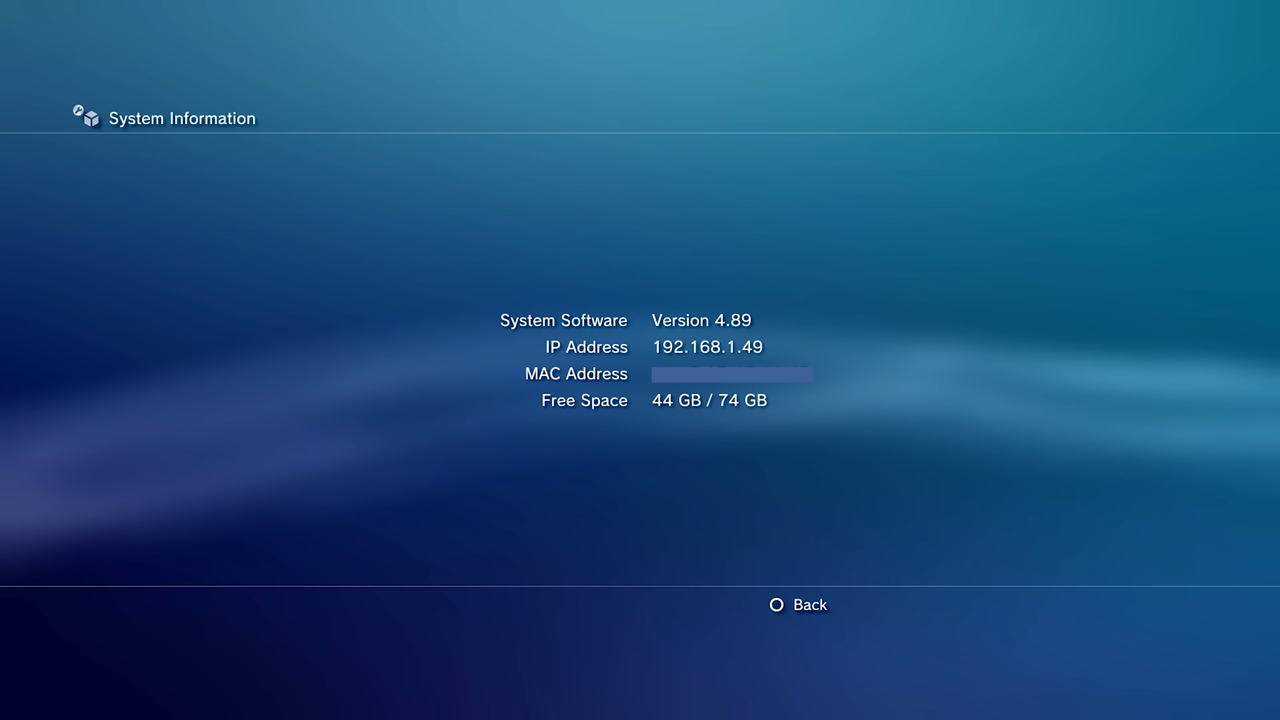 System Information
System Software Version 4.89
IP Address 192.168.1.49
MAC Address
Free Space 44 GB / 74 GB
Back